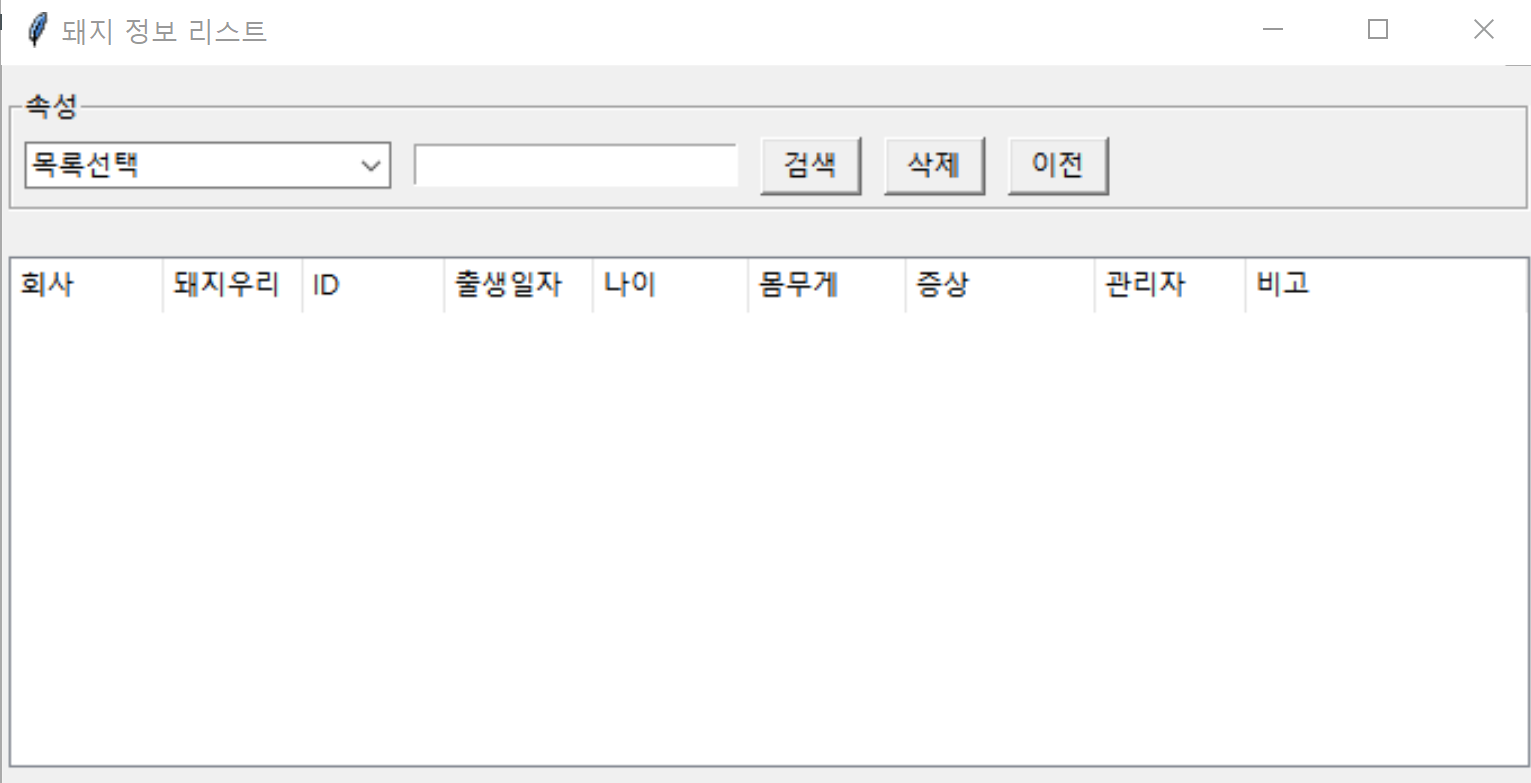 돼지 정보 리스트
속성
목록선택 검색 삭제 이전
회사 돼지우리 ID 출생일자 나이 몸무게 증상 관리자 비고